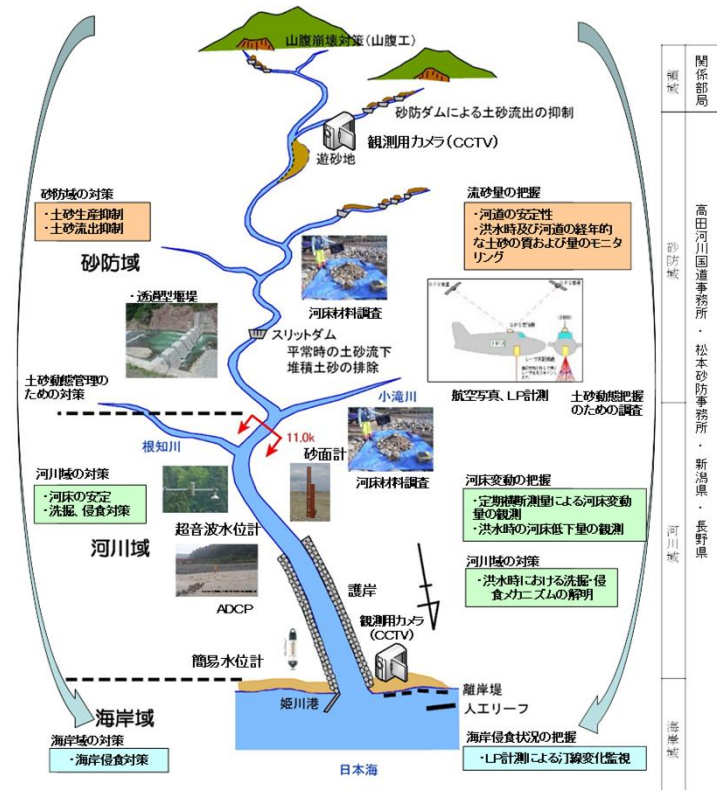 山腹崩壊対策(山腹工)
砂防ダムによる土砂流出の抑制
観測用カメラ(CCTV)
遊砂地
砂防域の対策
・土砂生産抑制
・土砂流出抑制
流砂量の把握
・河道の安定性
・洪水時及び河道の経年的
な土砂の質および量のモニタ
リング
砂防域
・透過型堰堤
河床材料調査
スリットダム
平常時の土砂流下
堆積土砂の排除
航空写真、LP計測
土砂動態把握
のための調査
土砂動態管理の
ための対策
小滝川
根知川
11.0k
砂面計
河床材料調査
河川域の対策
・河床の安定
・洗掘、侵食対策
超音波水位計
河川域
ADCP
河床変動の把握
・定期横断測量による河床変動
量の観測
・洪水時の河床低下量の観測
河川域の対策
・洪水時における洗掘・侵
食メカニズムの解明
護岸
観測用カメラ
(CCTV)
簡易水位計
姫川港
離岸堤
人工リーフ
海岸域
海岸域の対策
・海岸侵食対策
日本海
海岸侵食状況の把握
・LP計測による汀線変化監視
領域
関係部局
砂防域
河川域
海岸域
高田河川国道事務所・松本砂防事務所・新潟県・長野県